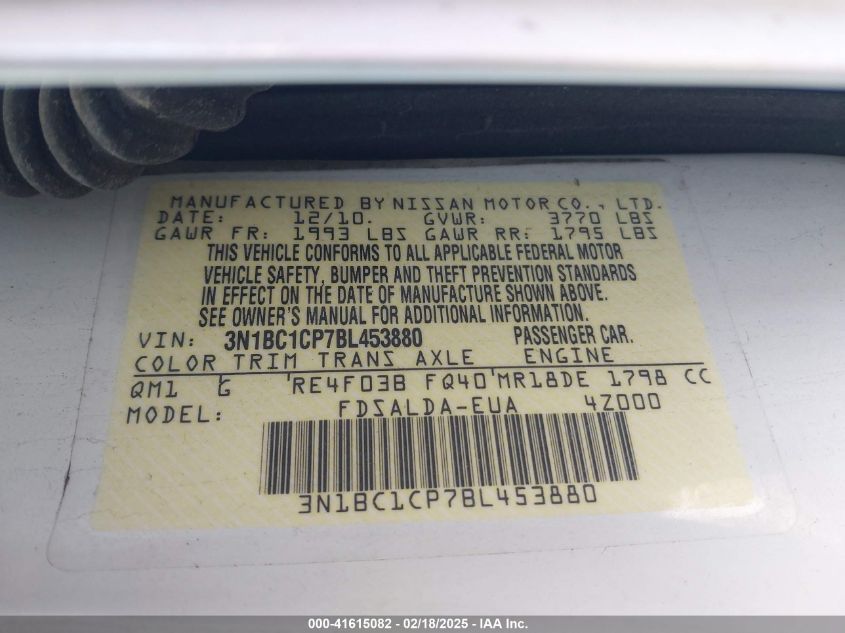 MANUFACTURED BY NISSAN MOTOR CO., LTD.
DATE: 12/10. GVWR: 3770 LBS
GAWR FR: 1993 LBS GAWR RR: 1795 LBS
THIS VEHICLE CONFORMS TO ALL APPLICABLE FEDERAL MOTOR
VEHICLE SAFETY, BUMPER AND THEFT PREVENTION STANDARDS
IN EFFECT ON THE DATE OF MANUFACTURE SHOWN ABOVE.
SEE OWNER'S MANUAL FOR ADDITIONAL INFORMATION.
VIN: 3N1BC1CP7BL453880 PASSENGER CAR.
COLOR TRIM TRANS AXLE ENGINE
QM1 G 'RE4F03B FQ40'MR18DE 1798 CC
MODEL: FDSALDA-EUA 4Z000
3N1BC1CP7BL453880
000-41615082 - 02/18/2025 - IAA Inc.